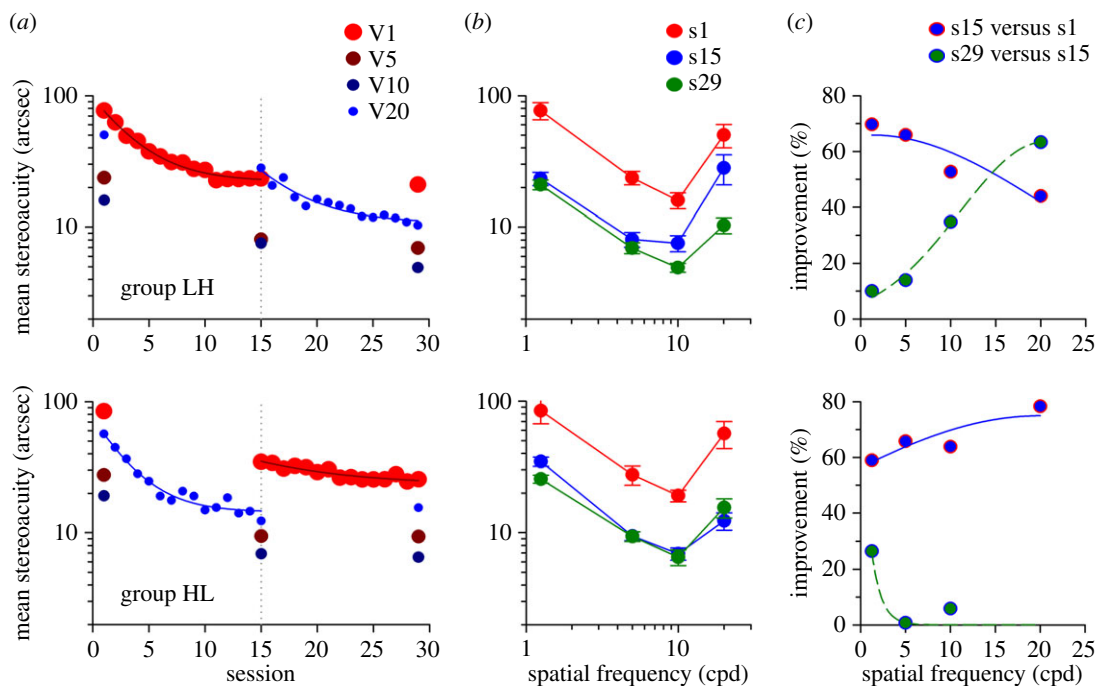 (a)
V1
V5
V10
V20
mean stereoacuity (arcsec)
100
10
group LH
0 5 10 15 20 25 30
(b)
s1
s15
s29
100
10
1 10
(c)
s15 versus s1
s29 versus s15
improvement (%)
80
60
40
20
0
0 5 10 15 20 25
mean stereoacuity (arcsec)
100
10
group HL
0 5 10 15 20 25 30
session
100
10
1 10
spatial frequency (cpd)
improvement (%)
80
60
40
20
0
0 5 10 15 20 25
spatial frequency (cpd)